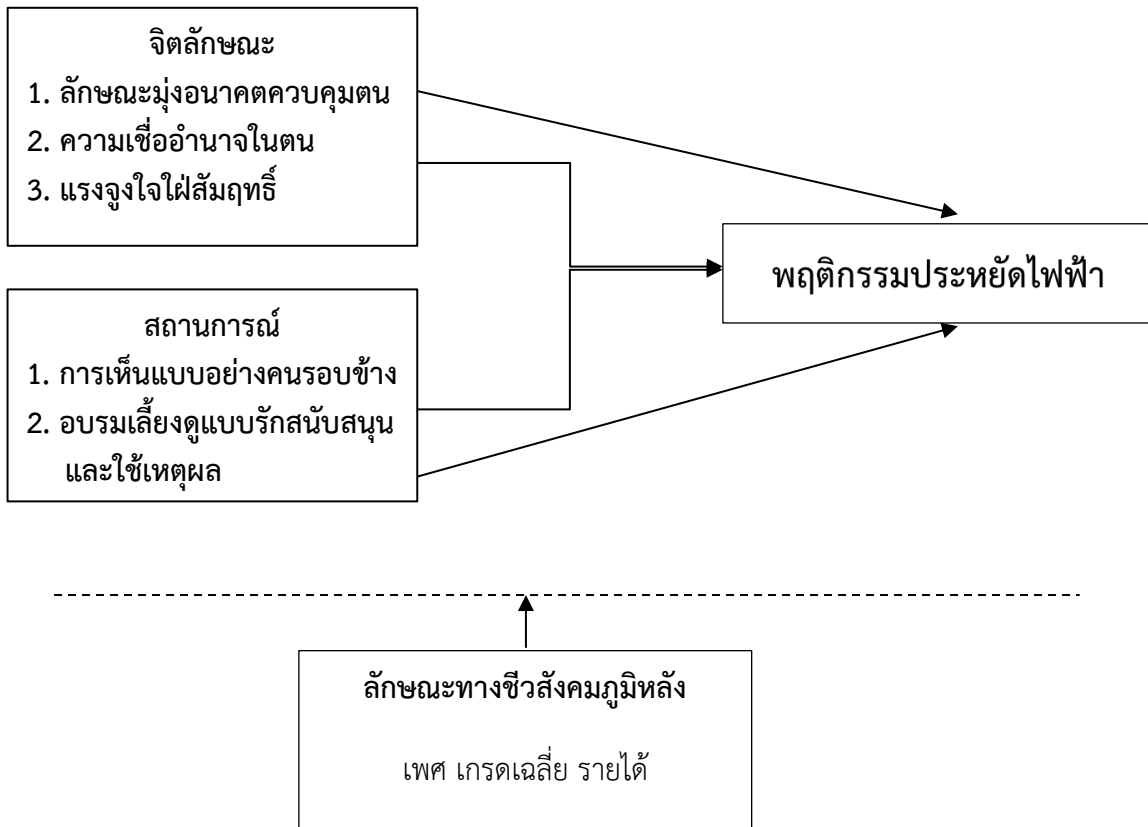 จิตลักษณะ
1. ลักษณะมุ่งอนาคตควบคุมตน
2. ความเชื่ออำนาจในตน
3. แรงจูงใจใฝ่สัมฤทธิ์
พฤติกรรมประหยัดไฟฟ้า
สถานการณ์
1. การเห็นแบบอย่างคนรอบข้าง
2. อบรมเลี้ยงดูแบบรักสนับสนุน
และใช้เหตุผล
ลักษณะทางชีวสังคมภูมิหลัง
เพศ เกรดเฉลี่ย รายได้